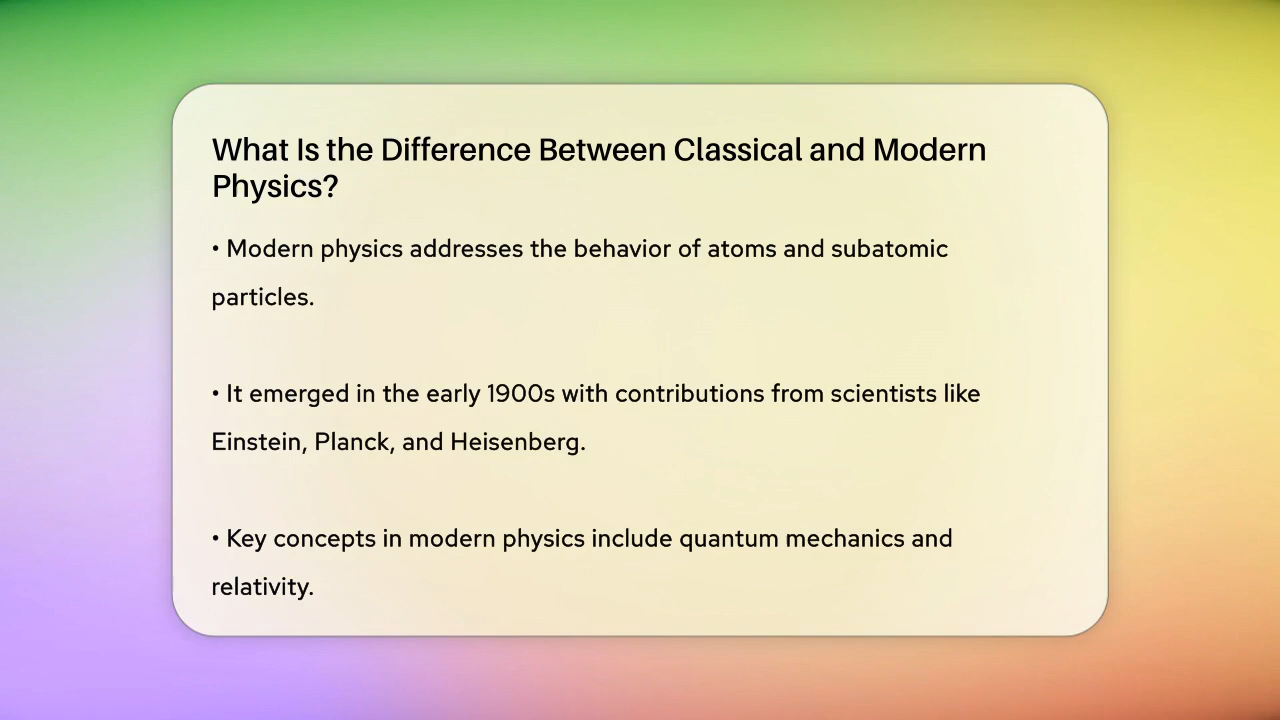 What Is the Difference Between Classical and Modern
Physics?
• Modern physics addresses the behavior of atoms and subatomic
particles.
• It emerged in the early 1900s with contributions from scientists like
Einstein, Planck, and Heisenberg.
• Key concepts in modern physics include quantum mechanics and
relativity.